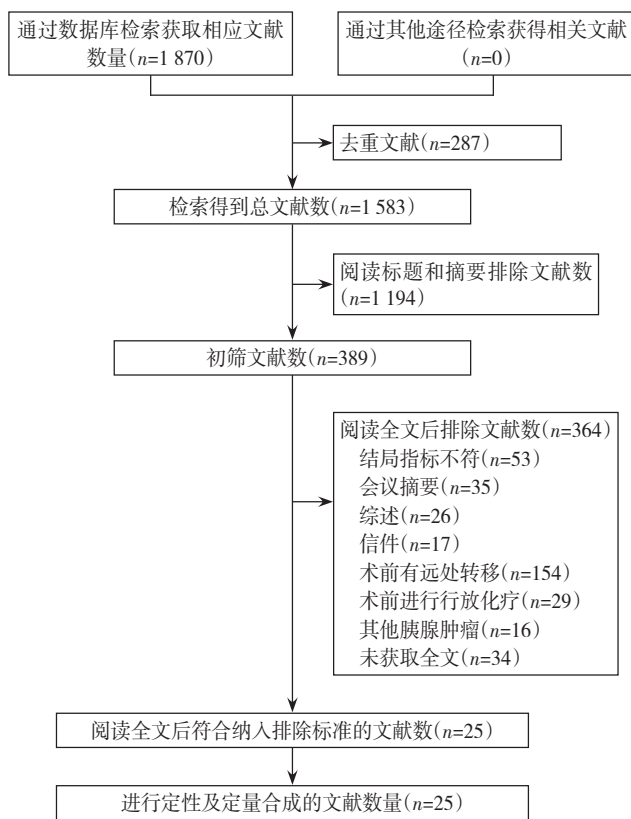 通过数据库检索获取相应文献
数量(n=1 870)
通过其他途径检索获得相关文献
(n=0)
去重文献(n=287)
检索得到总文献数(n=1 583)
阅读标题和摘要排除文献数
(n=1 194)
初筛文献数(n=389)
阅读全文后排除文献数(n=364)
结局指标不符(n=53)
会议摘要(n=35)
综述(n=26)
信件(n=17)
术前有远处转移(n=154)
术前进行行放化疗(n=29)
其他胰腺肿瘤(n=16)
未获取全文(n=34)
阅读全文后符合纳入排除标准的文献数(n=25)
进行定性及定量合成的文献数量(n=25)